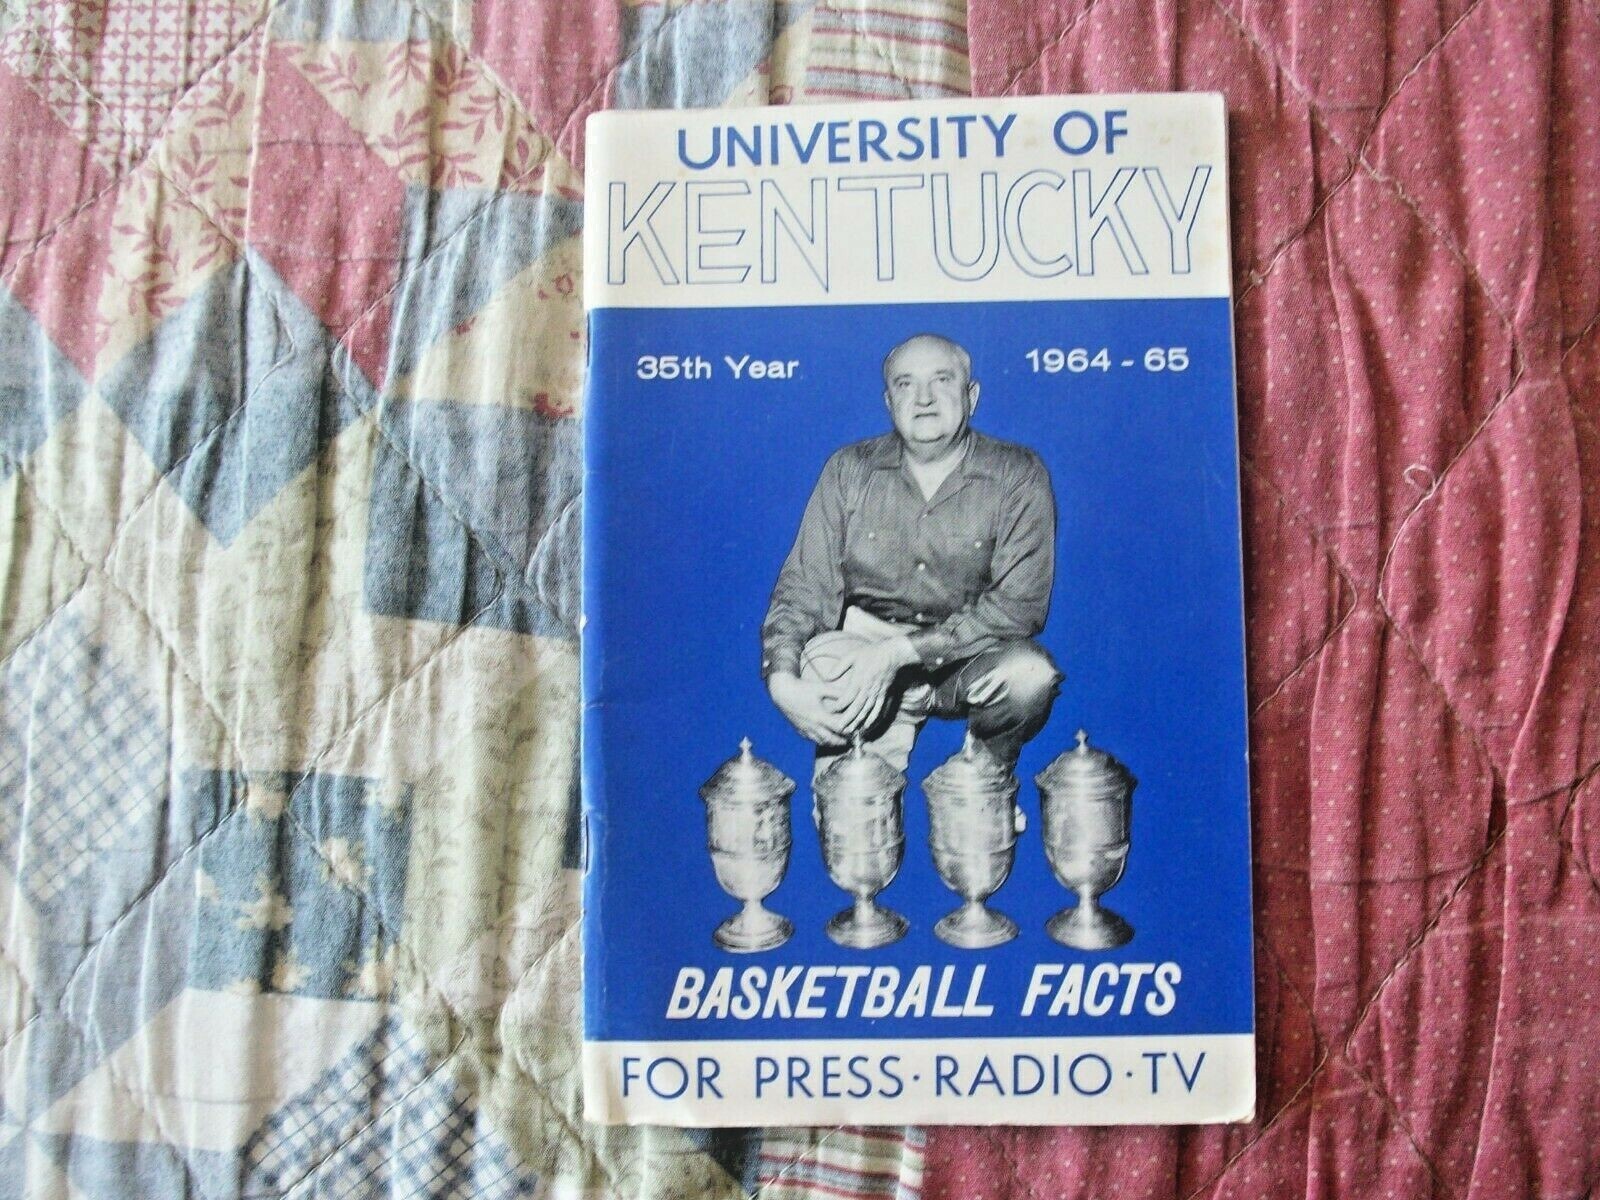 UNIVERSITY OF
KENTUCKY
35th Year 1964 - 65
BASKETBALL FACTS
FOR PRESS · RADIO · TV